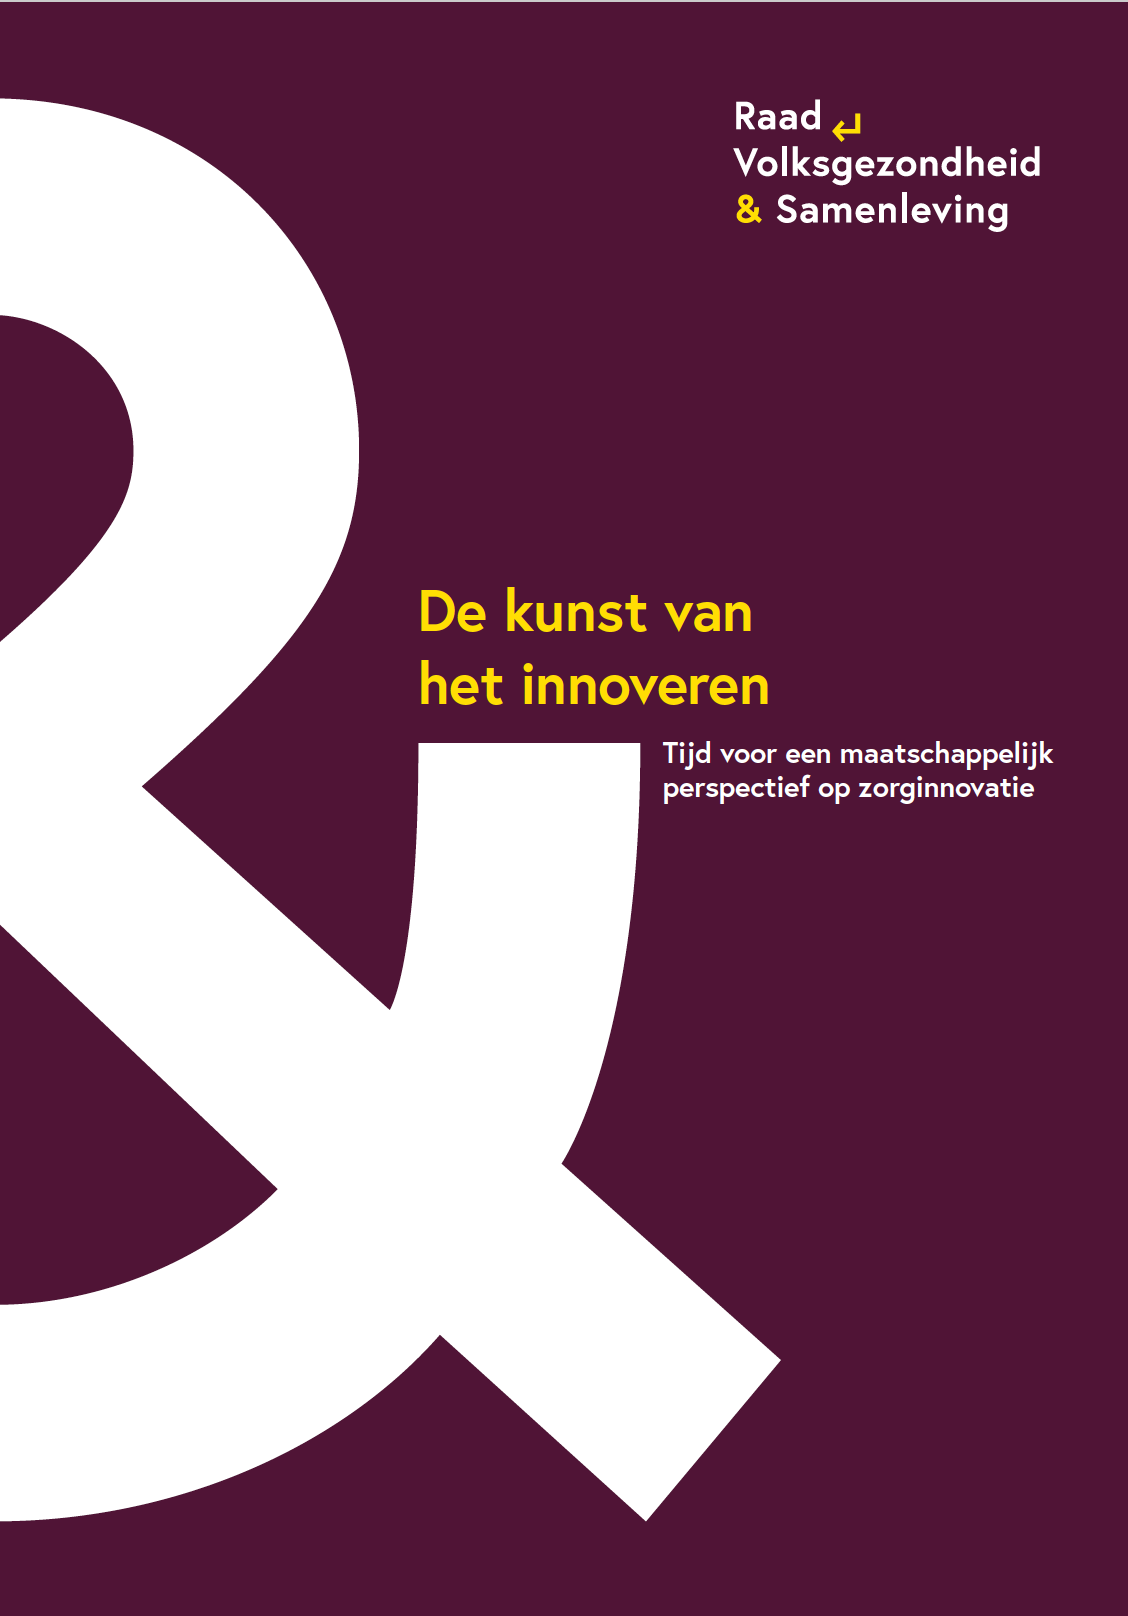 Raad ↵
Volksgezondheid
& Samenleving
De kunst van
het innoveren
Tijd voor een maatschappelijk
perspectief op zorginnovatie
&